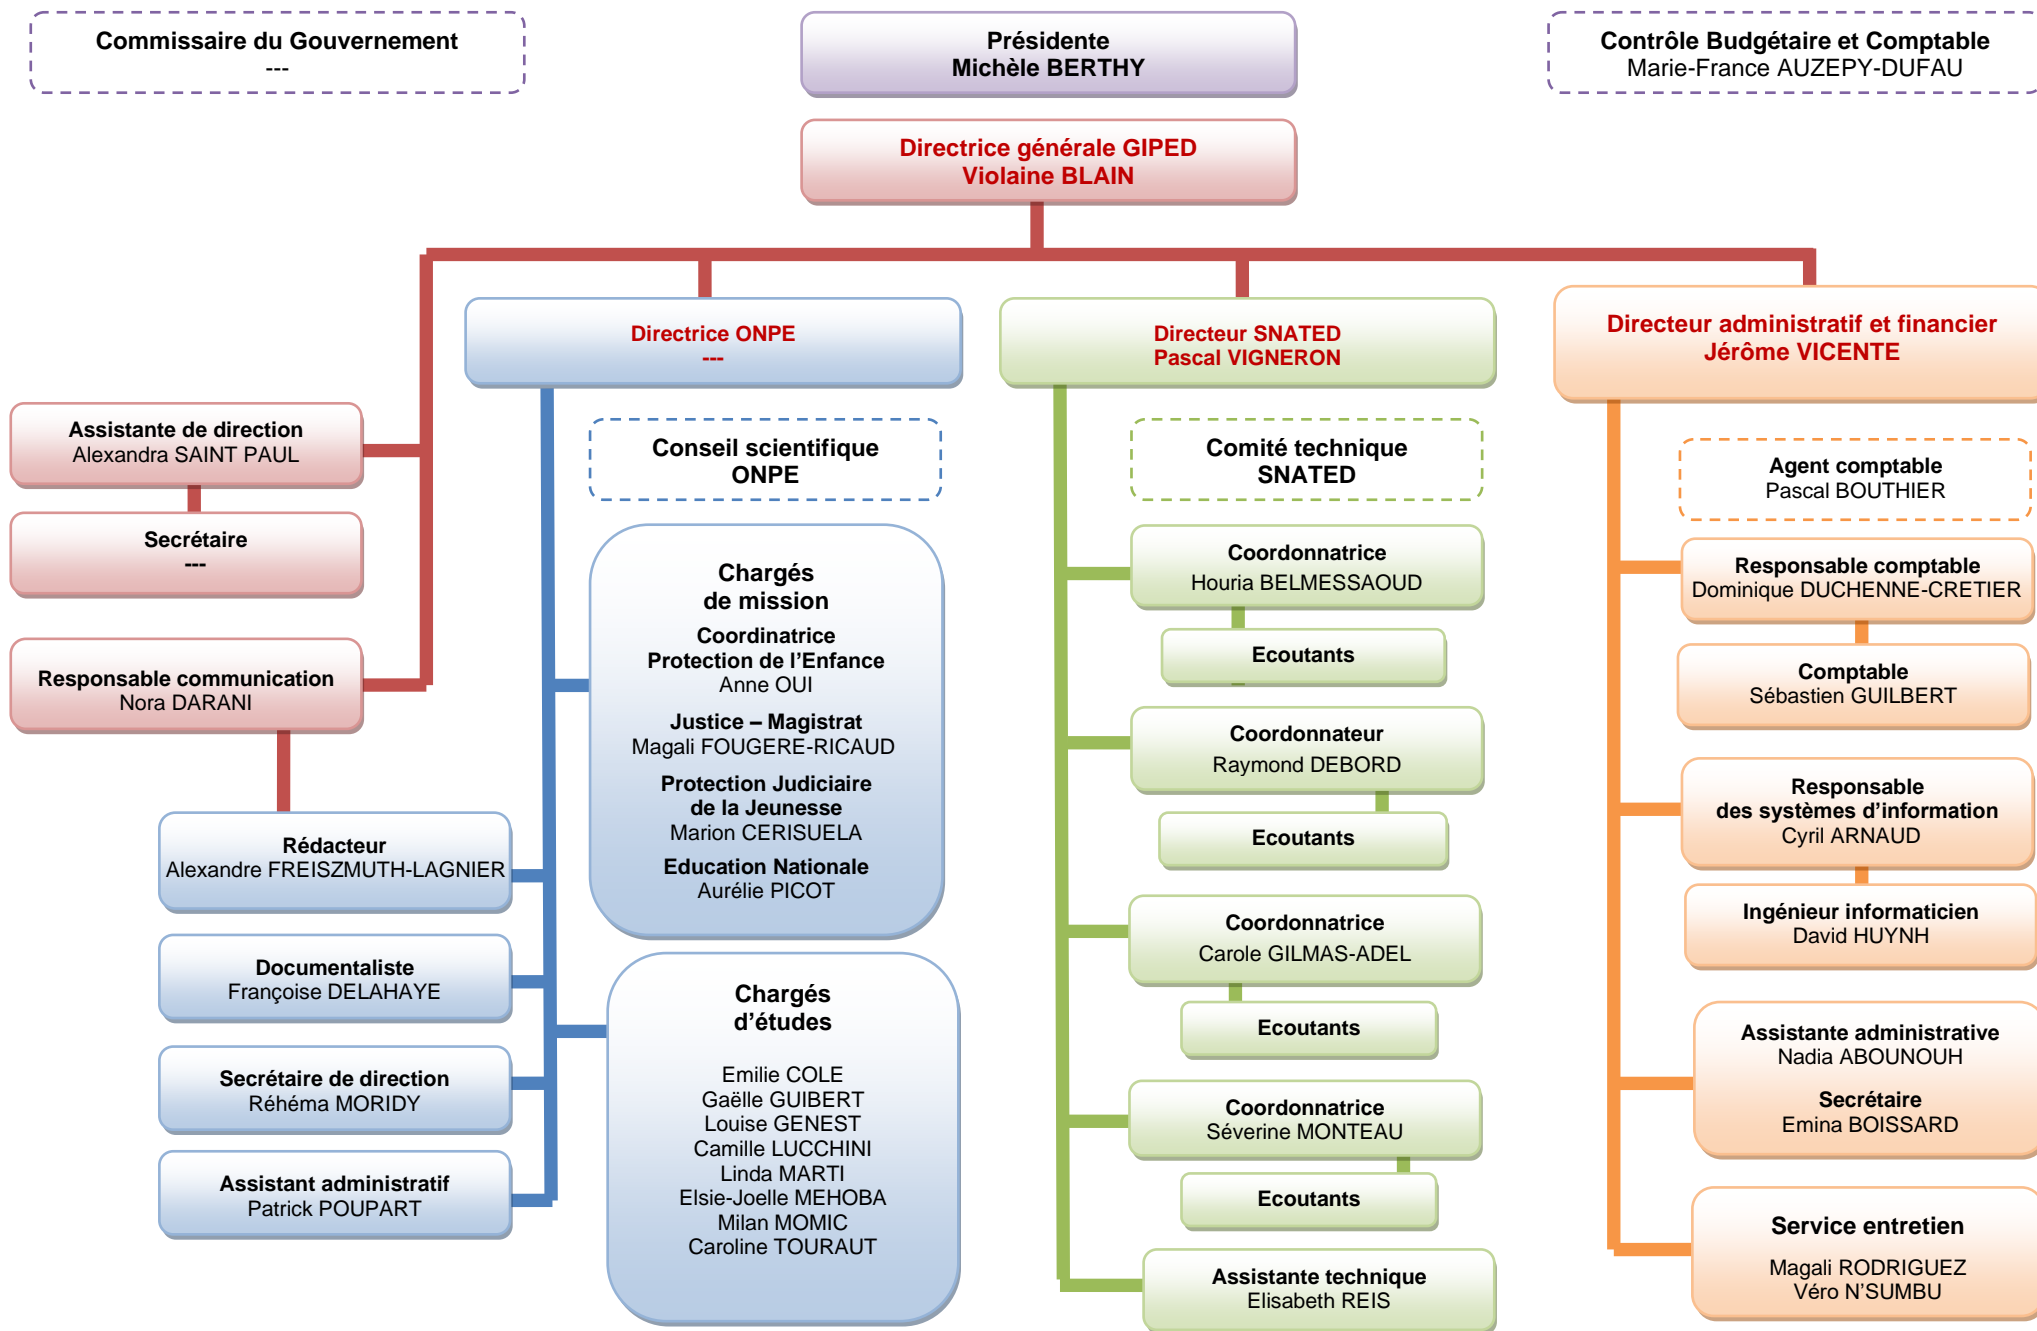 Commissaire du Gouvernement
---
Présidente
Michèle BERTHY
Contrôle Budgétaire et Comptable
Marie-France AUZEPY-DUFAU
Directrice générale GIPED
Violaine BLAIN
Assistante de direction
Alexandra SAINT PAUL
Secrétaire
---
Responsable communication
Nora DARANI
Rédacteur
Alexandre FREISZMUTH-LAGNIER
Documentaliste
Françoise DELAHAYE
Secrétaire de direction
Réhéma MORIDY
Assistant administratif
Patrick POUPART
Directrice ONPE
---
Conseil scientifique
ONPE
Chargés
de mission
Coordinatrice
Protection de l’Enfance
Anne OUI
Justice – Magistrat
Magali FOUGERE-RICAUD
Protection Judiciaire
de la Jeunesse
Marion CERISUELA
Education Nationale
Aurélie PICOT
Chargés
d’études
Emilie COLE
Gaëlle GUIBERT
Louise GENEST
Camille LUCCHINI
Linda MARTI
Elsie-Joelle MEHOBA
Milan MOMIC
Caroline TOURAUT
Directeur SNATED
Pascal VIGNERON
Comité technique
SNATED
Coordonnatrice
Houria BELMESSAOUD
Ecoutants
Coordonnateur
Raymond DEBORD
Ecoutants
Coordonnatrice
Carole GILMAS-ADEL
Ecoutants
Coordonnatrice
Séverine MONTEAU
Ecoutants
Assistante technique
Elisabeth REIS
Directeur administratif et financier
Jérôme VICENTE
Agent comptable
Pascal BOUTHIER
Responsable comptable
Dominique DUCHENNE-CRETIER
Comptable
Sébastien GUILBERT
Responsable
des systèmes d’information
Cyril ARNAUD
Ingénieur informaticien
David HUYNH
Assistante administrative
Nadia ABOUNOUH
Secrétaire
Emina BOISSARD
Service entretien
Magali RODRIGUEZ
Véro N’SUMBU